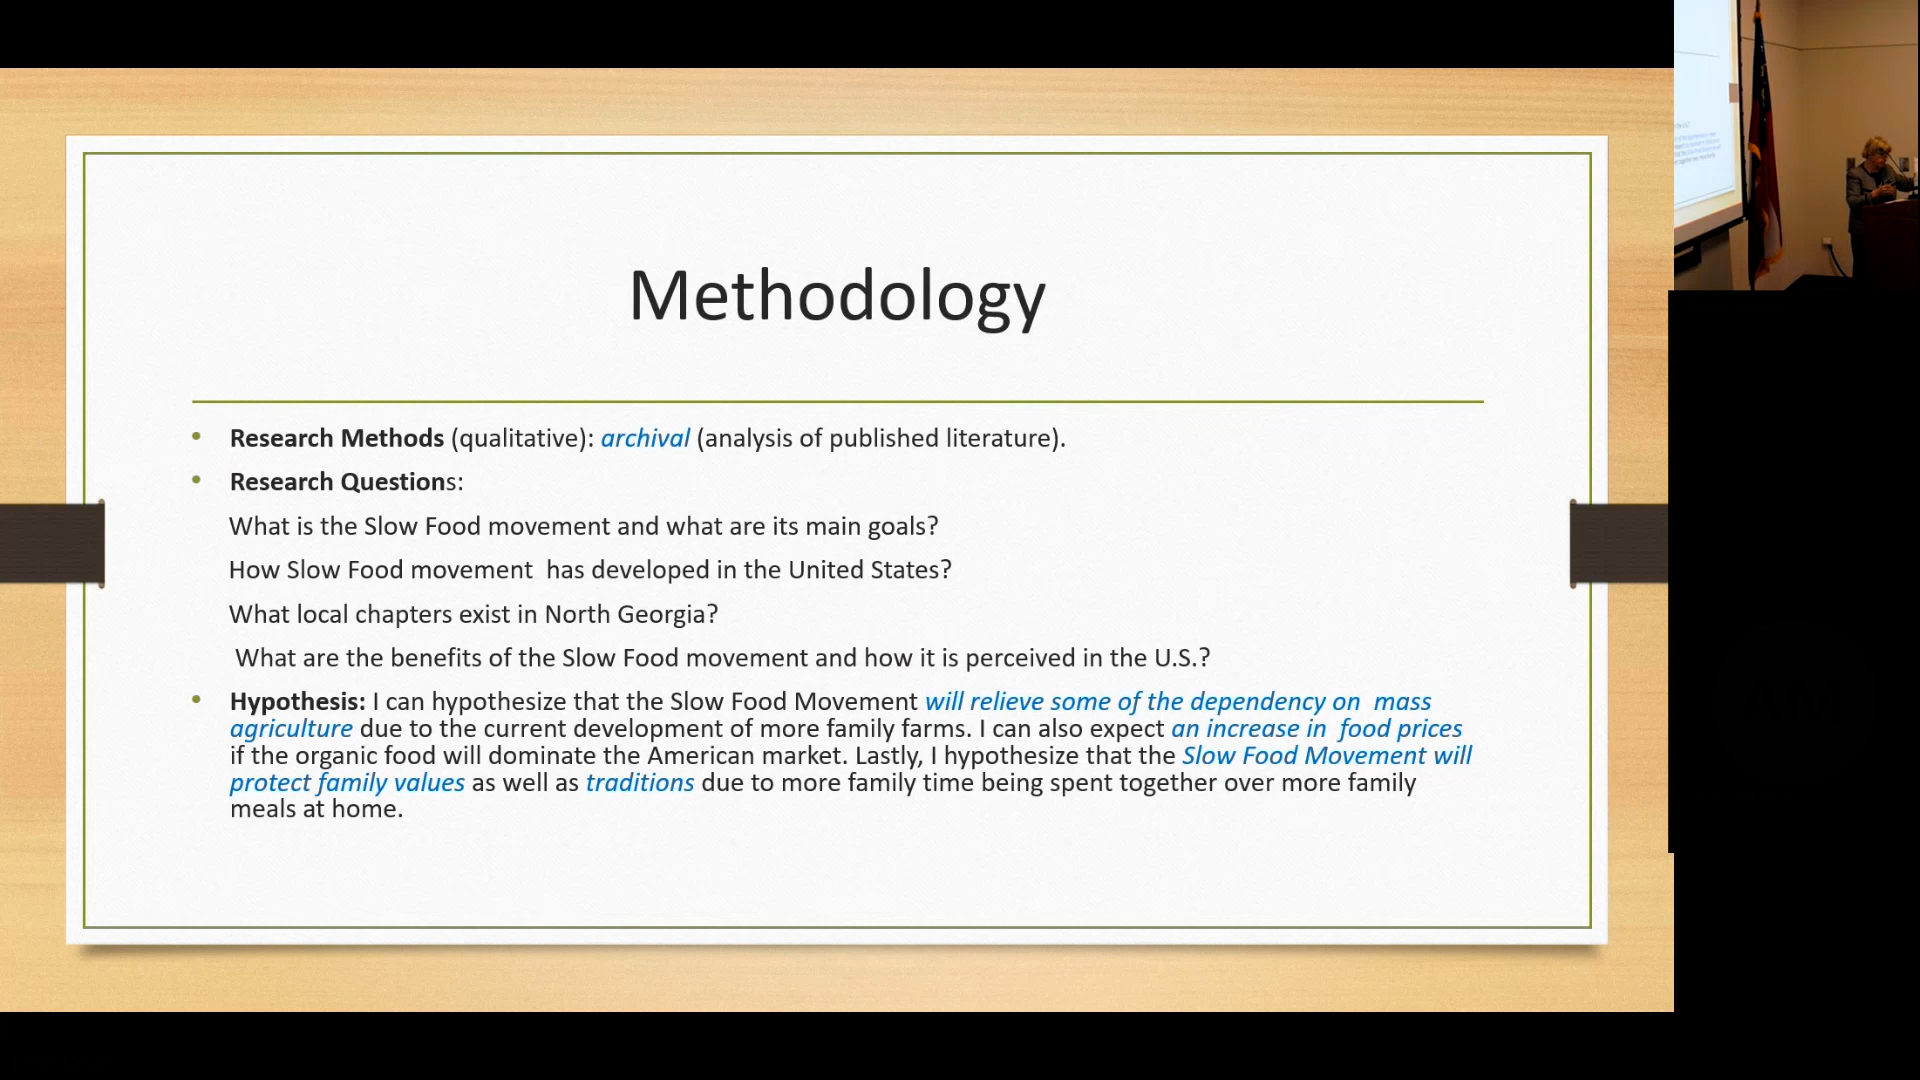 Methodology
• Research Methods (qualitative): archival (analysis of published literature).
• Research Questions:
What is the Slow Food movement and what are its main goals?
How Slow Food movement  has developed in the United States?
What local chapters exist in North Georgia?
What are the benefits of the Slow Food movement and how it is perceived in the U.S.?
• Hypothesis: I can hypothesize that the Slow Food Movement will relieve some of the dependency on  mass
agriculture due to the current development of more family farms. I can also expect an increase in  food prices
if the organic food will dominate the American market. Lastly, I hypothesize that the Slow Food Movement will
protect family values as well as traditions due to more family time being spent together over more family
meals at home.